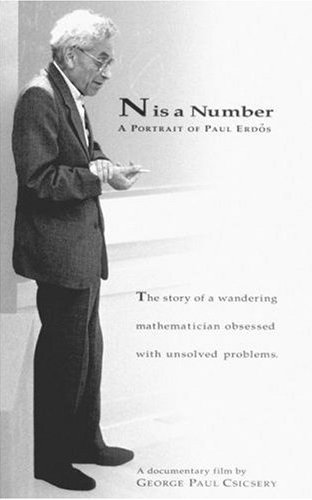 N is a Number
A Portrait of Paul Erdős
The story of a wandering
mathematician obsessed
with unsolved problems.
A documentary film by
George Paul Csicsery